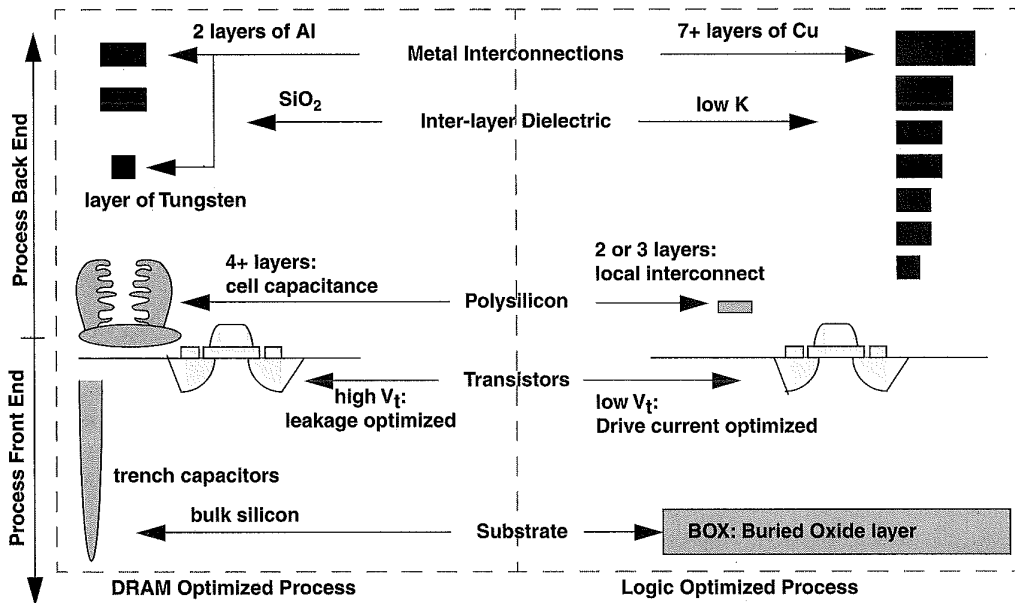 2 layers of Al
Metal Interconnections
7+ layers of Cu
SiO2
Inter-layer Dielectric
low K
layer of Tungsten
Process Back End
4+ layers:
cell capacitance
Polysilicon
2 or 3 layers:
local interconnect
Transistors
high Vt:
leakage optimized
low Vt:
Drive current optimized
Process Front End
trench capacitors
bulk silicon
Substrate
BOX: Buried Oxide layer
DRAM Optimized Process
Logic Optimized Process